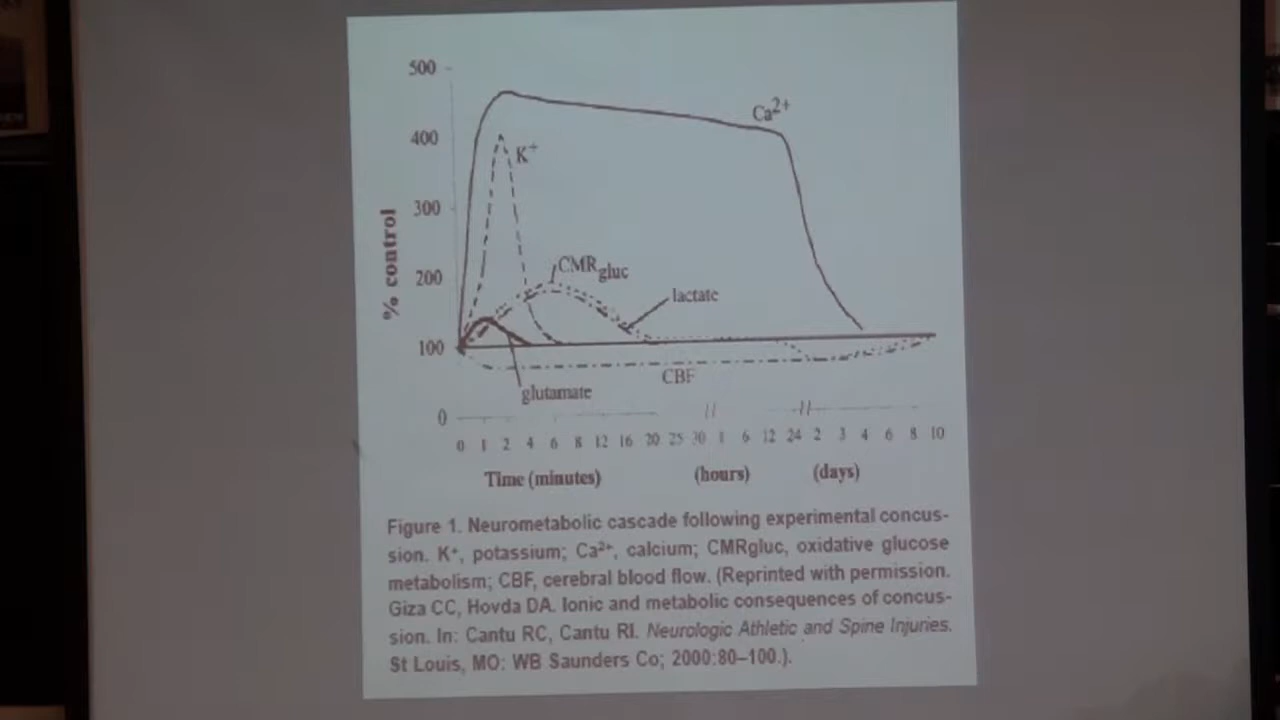 500
Ca²⁺
400
K⁺
300
% control
CMRgluc
200
lactate
100
CBF
glutamate
0
0 1 2 4 6 8 12 16 20 25 30 1 6 12 24 2 3 4 6 8 10
Time (minutes) (hours) (days)
Figure 1. Neurometabolic cascade following experimental concus-
sion. K⁺, potassium; Ca²⁺, calcium; CMRgluc, oxidative glucose
metabolism; CBF, cerebral blood flow. (Reprinted with permission.
Giza CC, Hovda DA. Ionic and metabolic consequences of concus-
sion. In: Cantu RC, Cantu RI. Neurologic Athletic and Spine Injuries.
St Louis, MO: WB Saunders Co; 2000:80–100.).